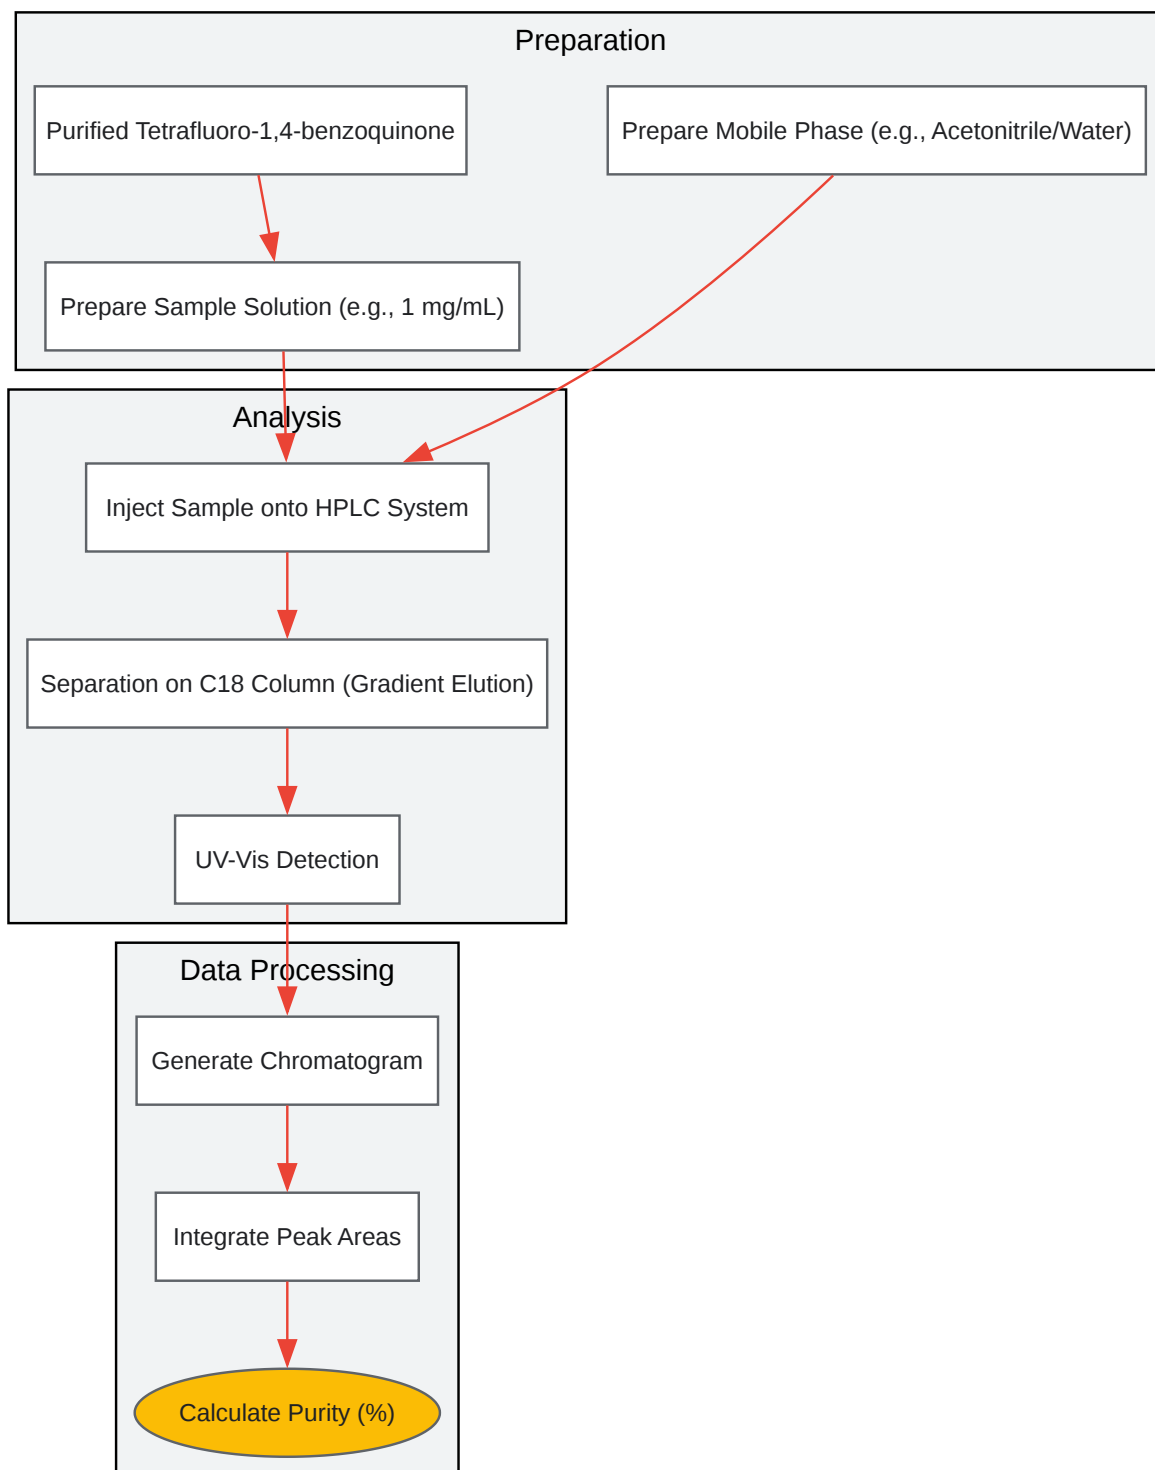 Preparation
Purified Tetrafluoro-1,4-benzoquinone
Prepare Mobile Phase (e.g., Acetonitrile/Water)
Prepare Sample Solution (e.g., 1 mg/mL)
Analysis
Inject Sample onto HPLC System
Separation on C18 Column (Gradient Elution)
UV-Vis Detection
Data Processing
Generate Chromatogram
Integrate Peak Areas
Calculate Purity (%)